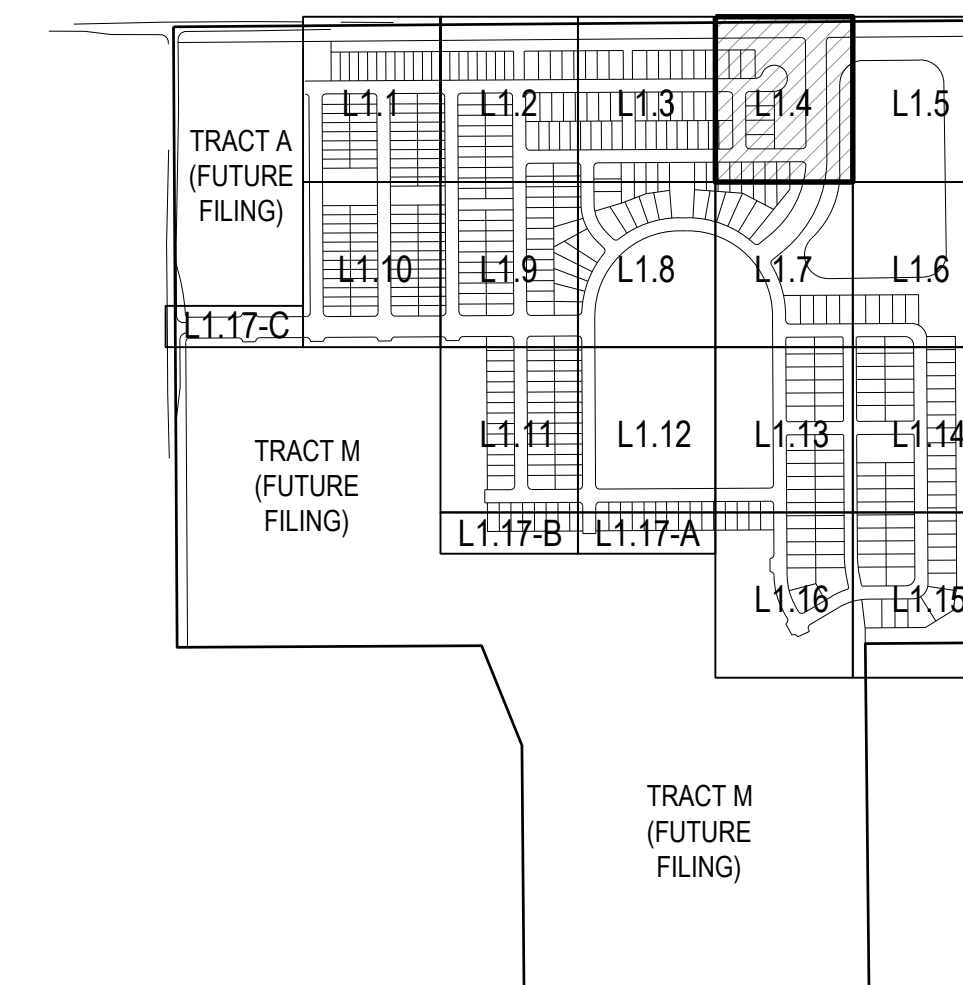 L1.1
L1.2
L1.3
L1.4
L1.5
TRACT A
(FUTURE
FILING)
L1.10
L1.9
L1.8
L1.7
L1.6
L1.17-C
TRACT M
(FUTURE
FILING)
L1.11
L1.12
L1.13
L1.14
L1.17-B
L1.17-A
L1.16
L1.15
TRACT M
(FUTURE
FILING)